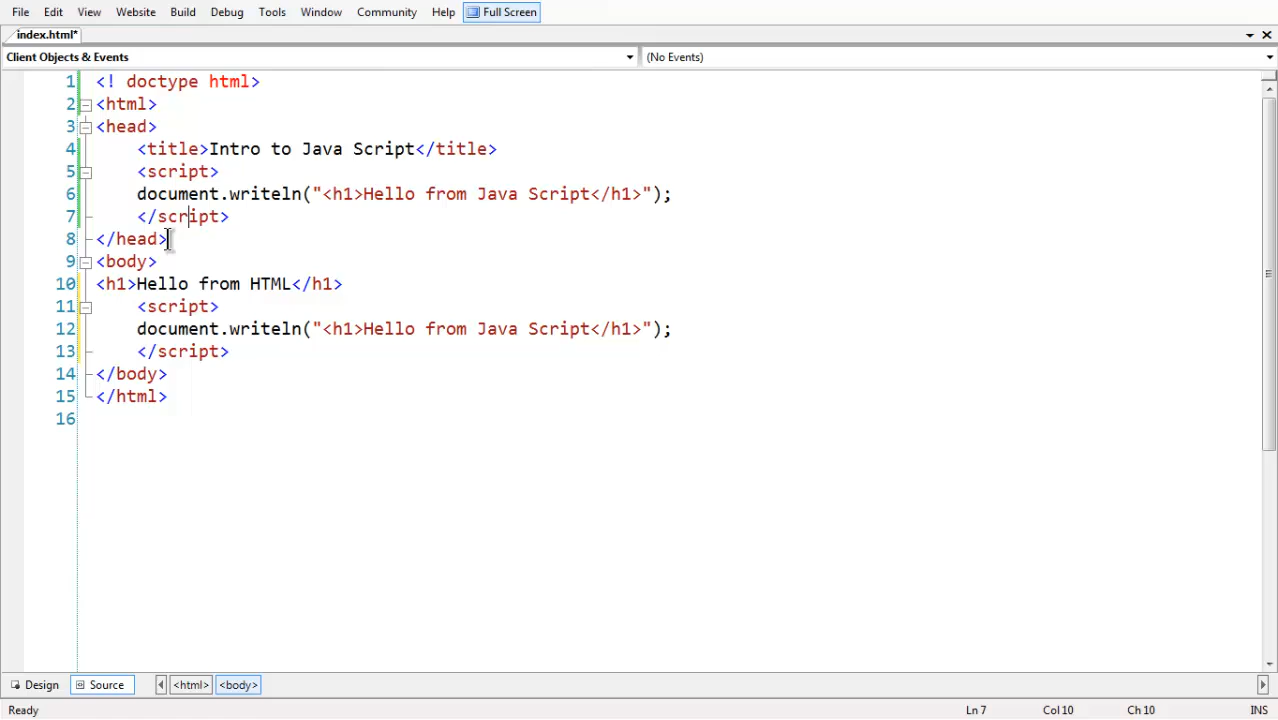 File Edit View Website Build Debug Tools Window Community Help Full Screen
index.html*
Client Objects & Events (No Events)
1 <! doctype html>
2 <html>
3 <head>
4 <title>Intro to Java Script</title>
5 <script>
6 document.writeln("<h1>Hello from Java Script</h1>");
7 </script>
8 </head>
9 <body>
10 <h1>Hello from HTML</h1>
11 <script>
12 document.writeln("<h1>Hello from Java Script</h1>");
13 </script>
14 </body>
15 </html>
16
Design Source <html> <body>
Ready Ln 7 Col 10 Ch 10 INS